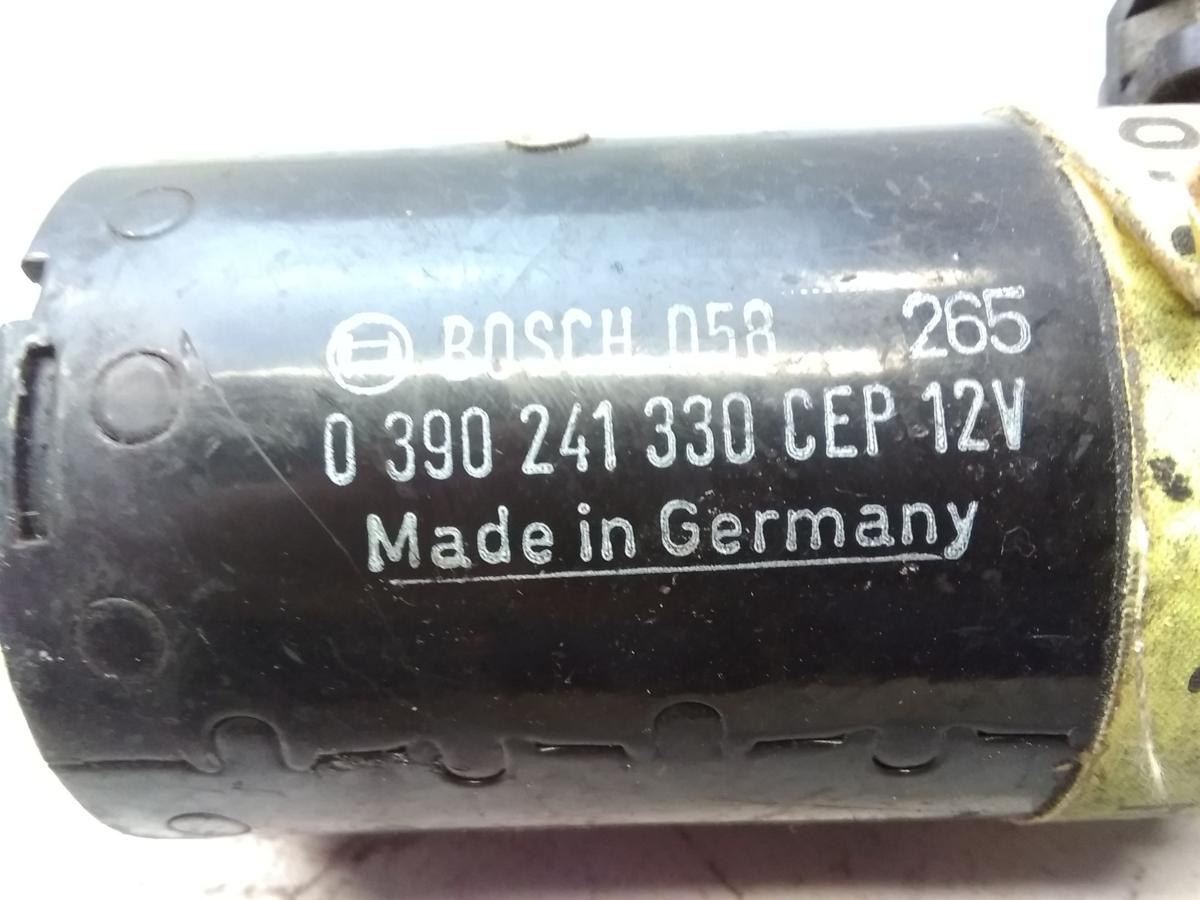 BOSCH 058 265
0 390 241 330 CEP 12V
Made in Germany